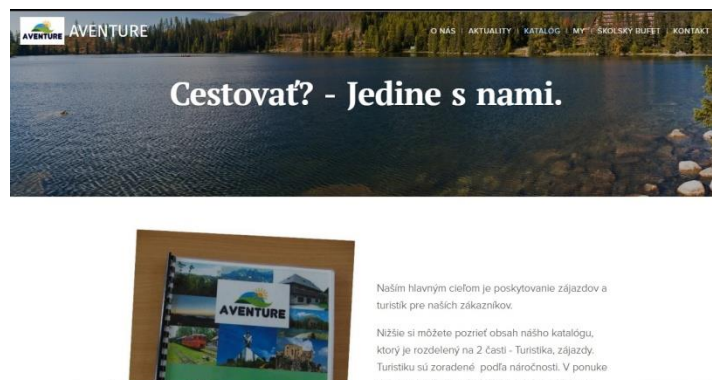 AVENTURE AVENTURE
O NÁS AKTUALITY KATALÓG MY ŠKOLSKÝ BUFET KONTAKT
Cestovať? - Jedine s nami.
AVENTURE
Naším hlavným cieľom je poskytovanie zájazdov a
turistík pre naších zákazníkov.
Nižšie si môžete pozrieť obsah nášho katalógu,
ktorý je rozdelený na 2 časti - Turistika, zájazdy.
Turistiku sú zoradené podľa náročnosti. V ponuke